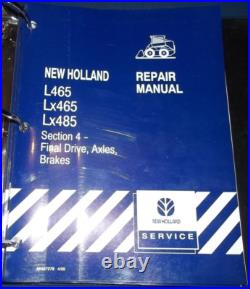 NEW HOLLAND
L465
Lx465
Lx485
Section 4 -
Final Drive, Axles,
Brakes
REPAIR
MANUAL
NEW HOLLAND
SERVICE